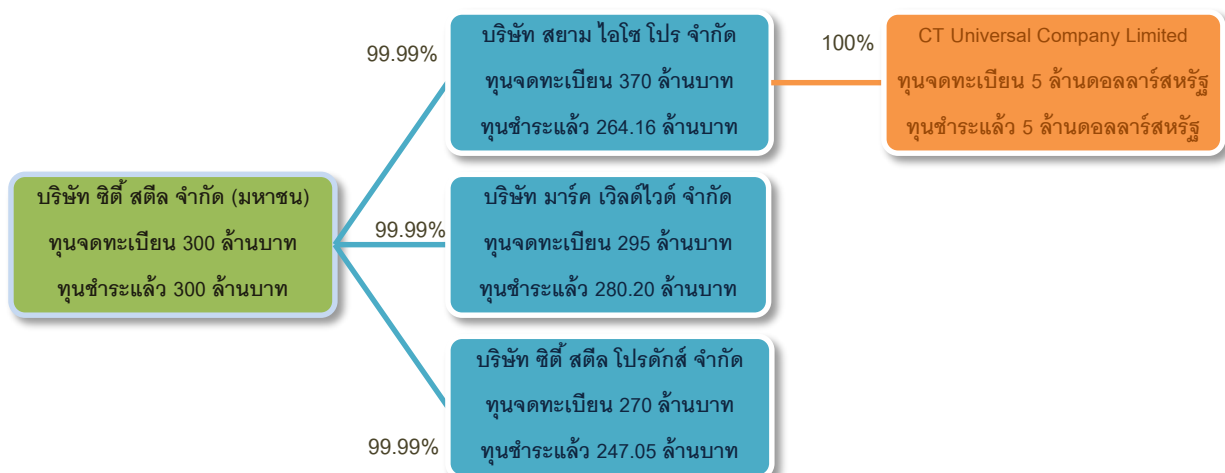 บริษัท ซิตี้ สตีล จำกัด (มหาชน)
ทุนจดทะเบียน 300 ล้านบาท
ทุนชำระแล้ว 300 ล้านบาท
99.99%
บริษัท สยาม ไอโซ โปร จำกัด
ทุนจดทะเบียน 370 ล้านบาท
ทุนชำระแล้ว 264.16 ล้านบาท
100%
CT Universal Company Limited
ทุนจดทะเบียน 5 ล้านดอลลาร์สหรัฐ
ทุนชำระแล้ว 5 ล้านดอลลาร์สหรัฐ
99.99%
บริษัท มาร์ค เวิลด์ไวด์ จำกัด
ทุนจดทะเบียน 295 ล้านบาท
ทุนชำระแล้ว 280.20 ล้านบาท
99.99%
บริษัท ซิตี้ สตีล โปรดักส์ จำกัด
ทุนจดทะเบียน 270 ล้านบาท
ทุนชำระแล้ว 247.05 ล้านบาท